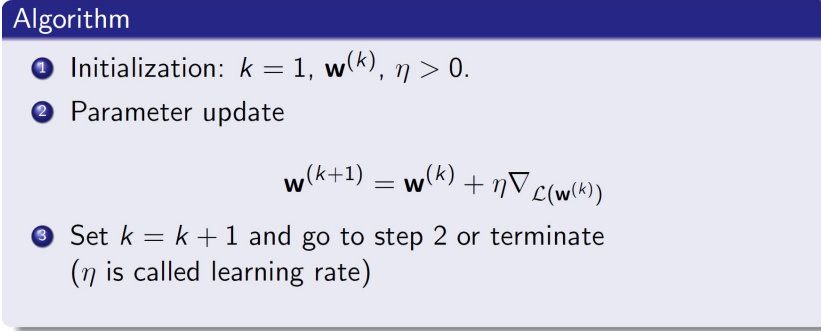 Algorithm
1 Initialization: k = 1, w^(k), η > 0.
2 Parameter update
w^(k+1) = w^(k) + η∇_ℒ(w^(k))
3 Set k = k + 1 and go to step 2 or terminate
(η is called learning rate)